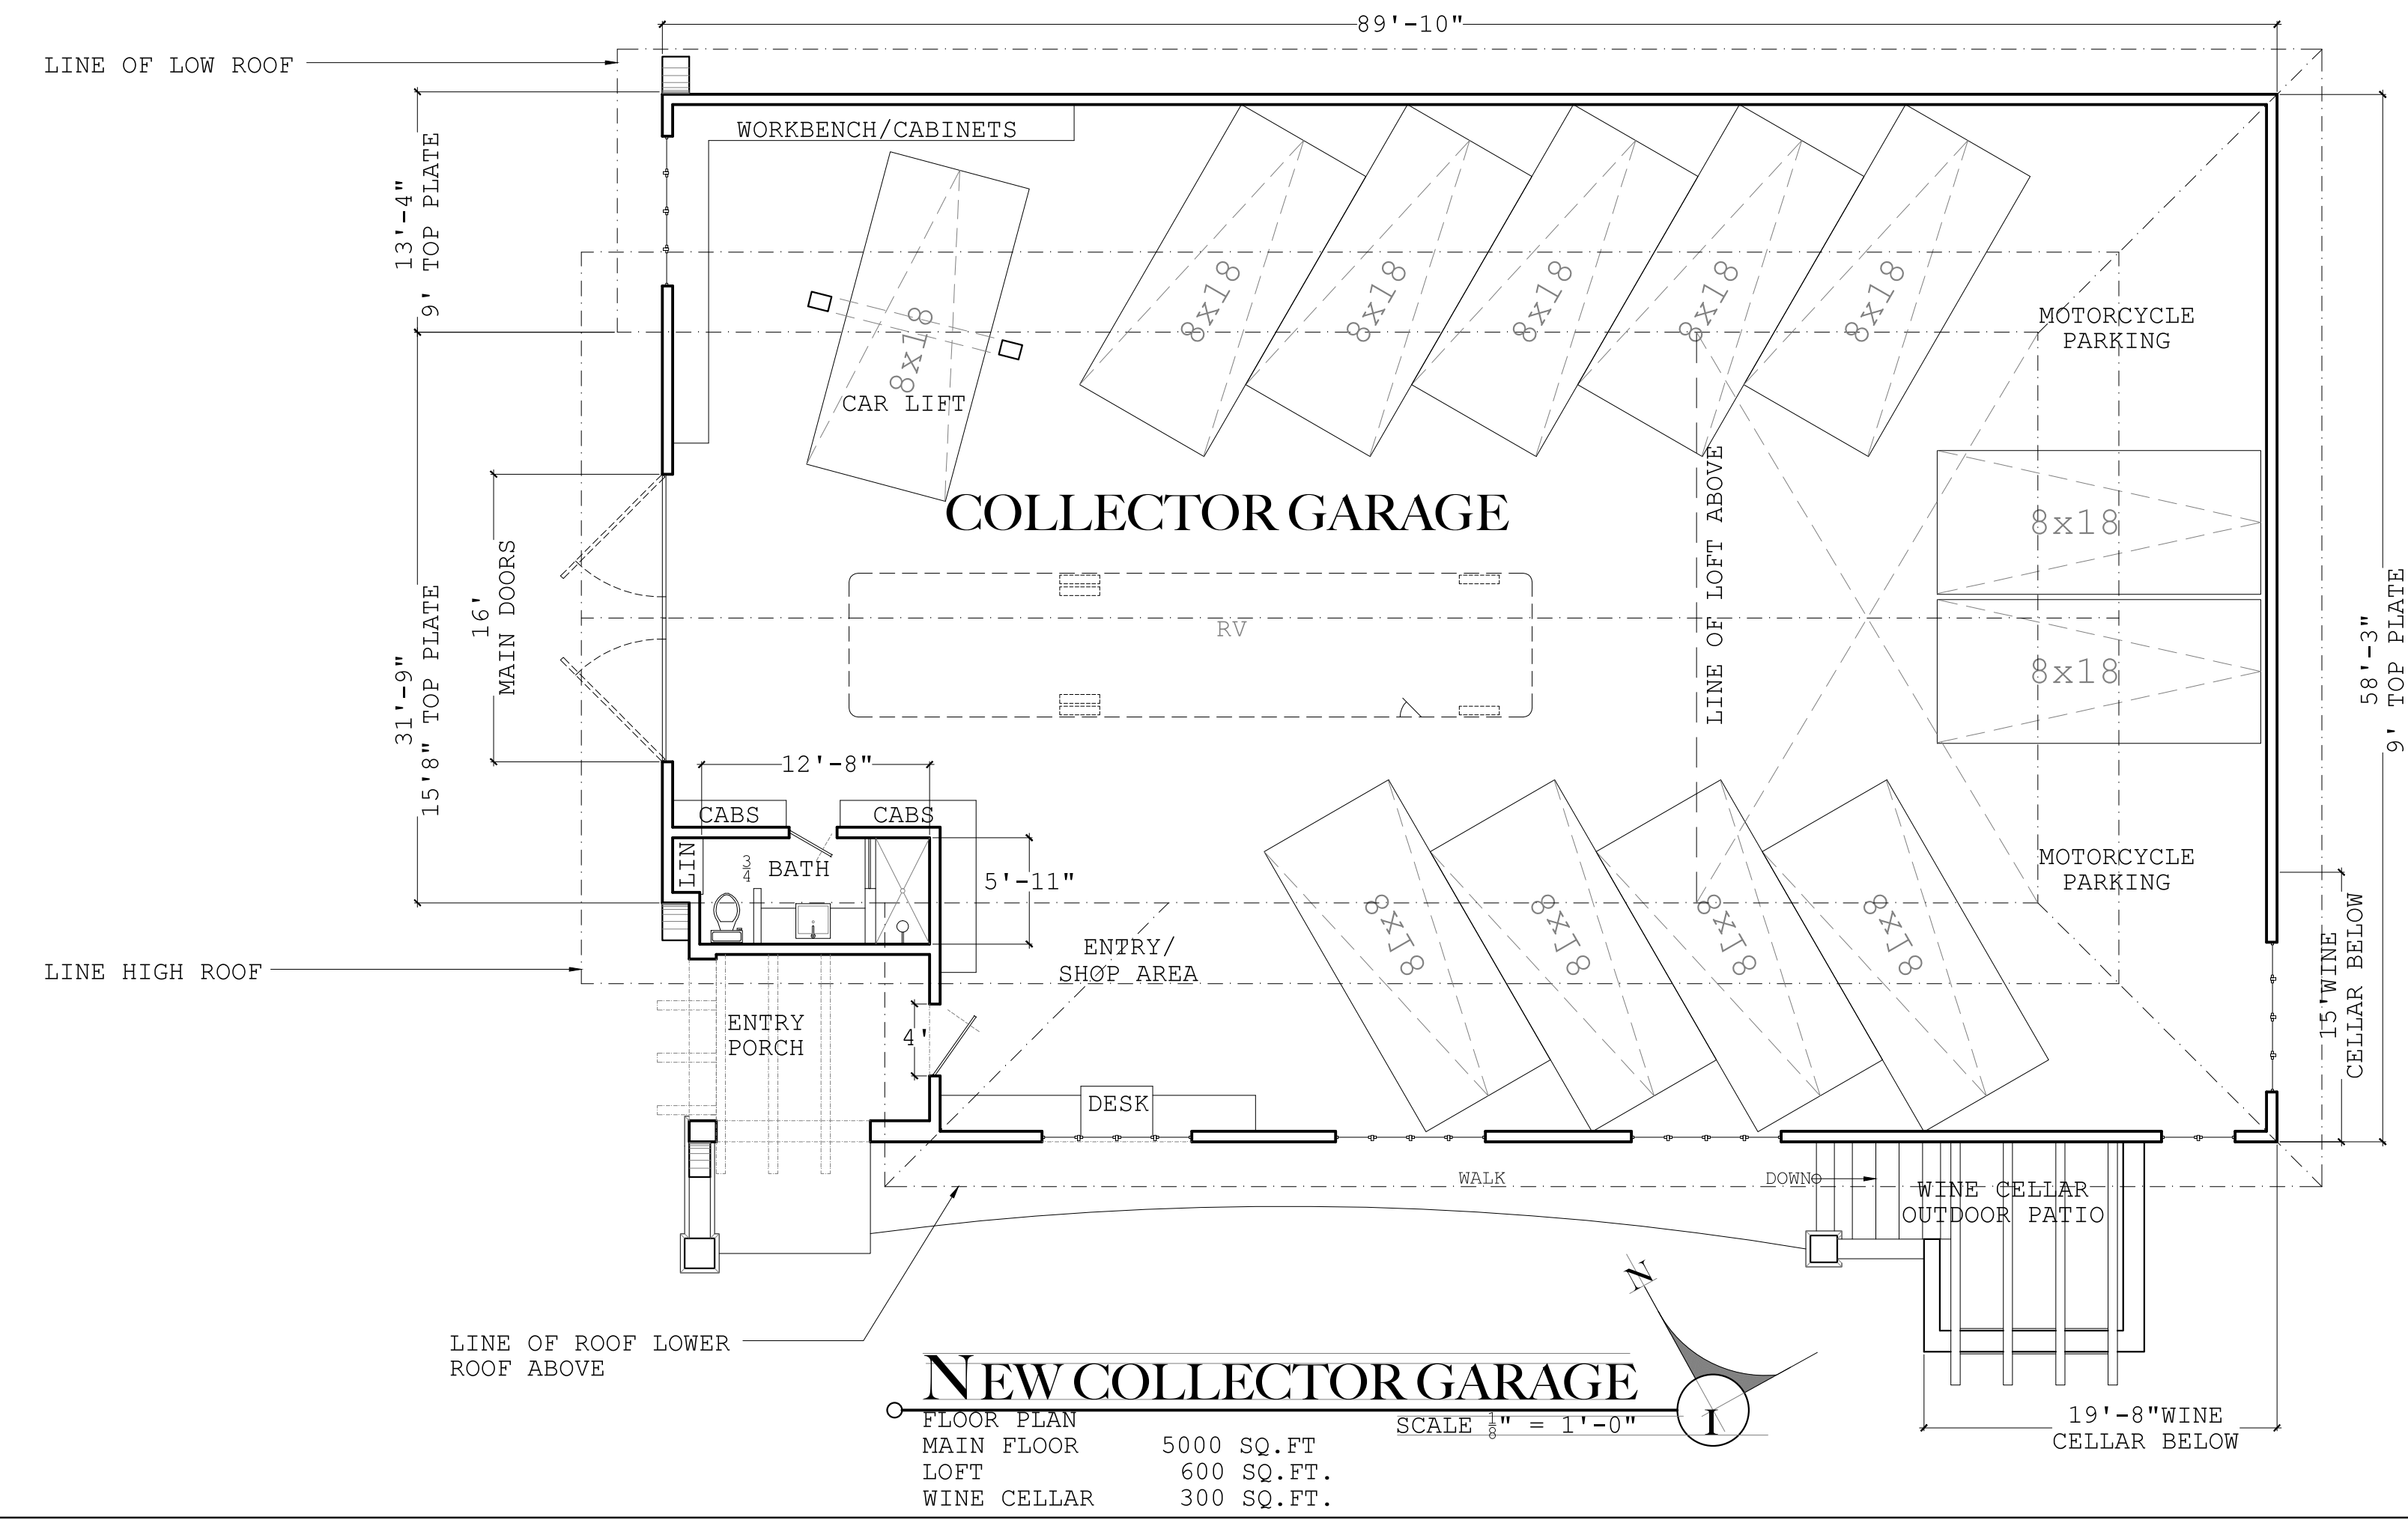 89'-10"
LINE OF LOW ROOF
WORKBENCH/CABINETS
13'-4"
9' TOP PLATE
8x18
8x18
8x18
8x18
8x18
8x18
CAR LIFT
MOTORCYCLE
PARKING
COLLECTOR GARAGE
LINE OF LOFT ABOVE
8x18
8x18
RV
16'
MAIN DOORS
31'-9"
15'8" TOP PLATE
58'-3"
9' TOP PLATE
12'-8"
CABS
CABS
LIN
3/4 BATH
5'-11"
MOTORCYCLE
PARKING
8x18
8x18
8x18
8x18
ENTRY/
SHOP AREA
15'WINE
CELLAR BELOW
LINE HIGH ROOF
ENTRY
PORCH
4'
DESK
WALK
DOWN
WINE CELLAR
OUTDOOR PATIO
N
LINE OF ROOF LOWER
ROOF ABOVE
NEW COLLECTOR GARAGE
1
FLOOR PLAN
SCALE 1/8" = 1'-0"
MAIN FLOOR 5000 SQ.FT
LOFT 600 SQ.FT.
WINE CELLAR 300 SQ.FT.
19'-8"WINE
CELLAR BELOW